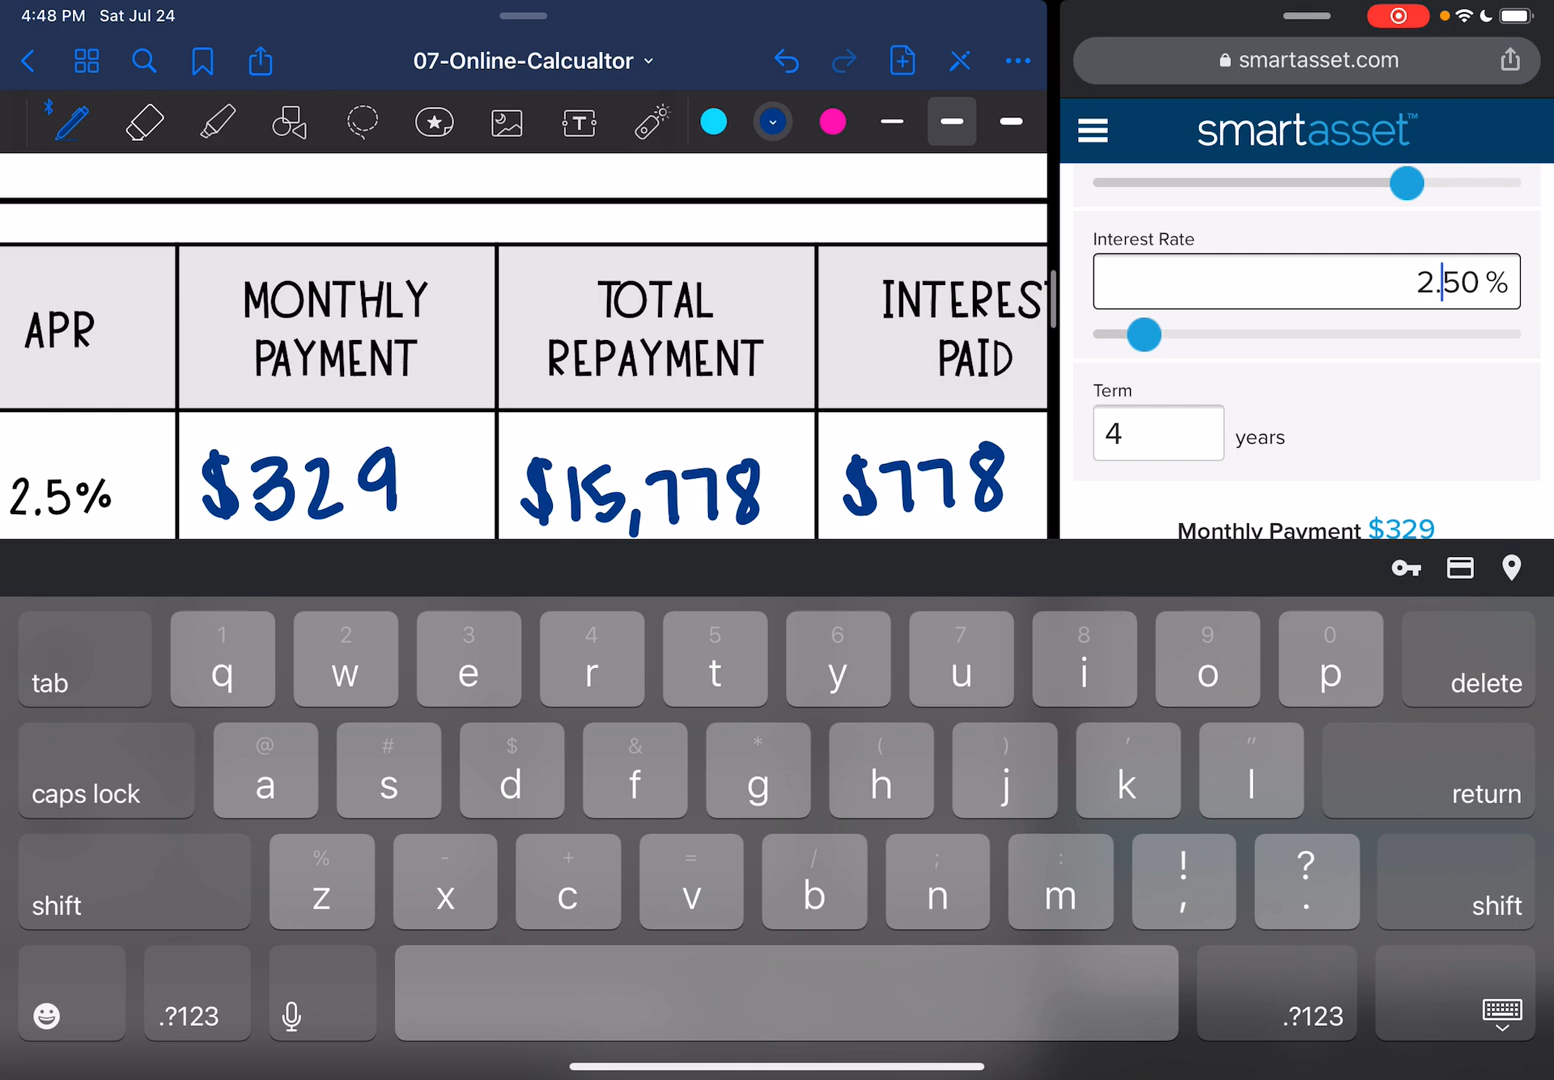 4:48 PM Sat Jul 24
07-Online-Calcualtor
T
smartasset.com
smartasset™
APR
MONTHLY
PAYMENT
TOTAL
REPAYMENT
INTEREST
PAID
2.5%
$329
$15,778
$778
Interest Rate
2.50 %
Term
4 years
Monthly Payment $329
tab
1 2 3 4 5 6 7 8 9 0
q w e r t y u i o p
delete
@ # $ & * ( ) ' "
caps lock a s d f g h j k l return
% - + = / ; : ! ?
shift z x c v b n m , . shift
.?123 .?123